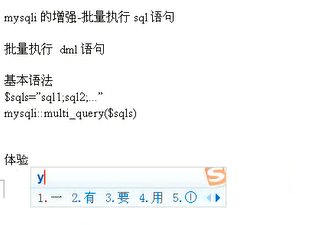 mysqli 的增强-批量执行 sql 语句
批量执行 dml 语句
基本语法
$sqls=”sql1;sql2;...”
mysqli::multi_query($sqls)
体验
y
1.一 2.有 3.要 4.用 5.①